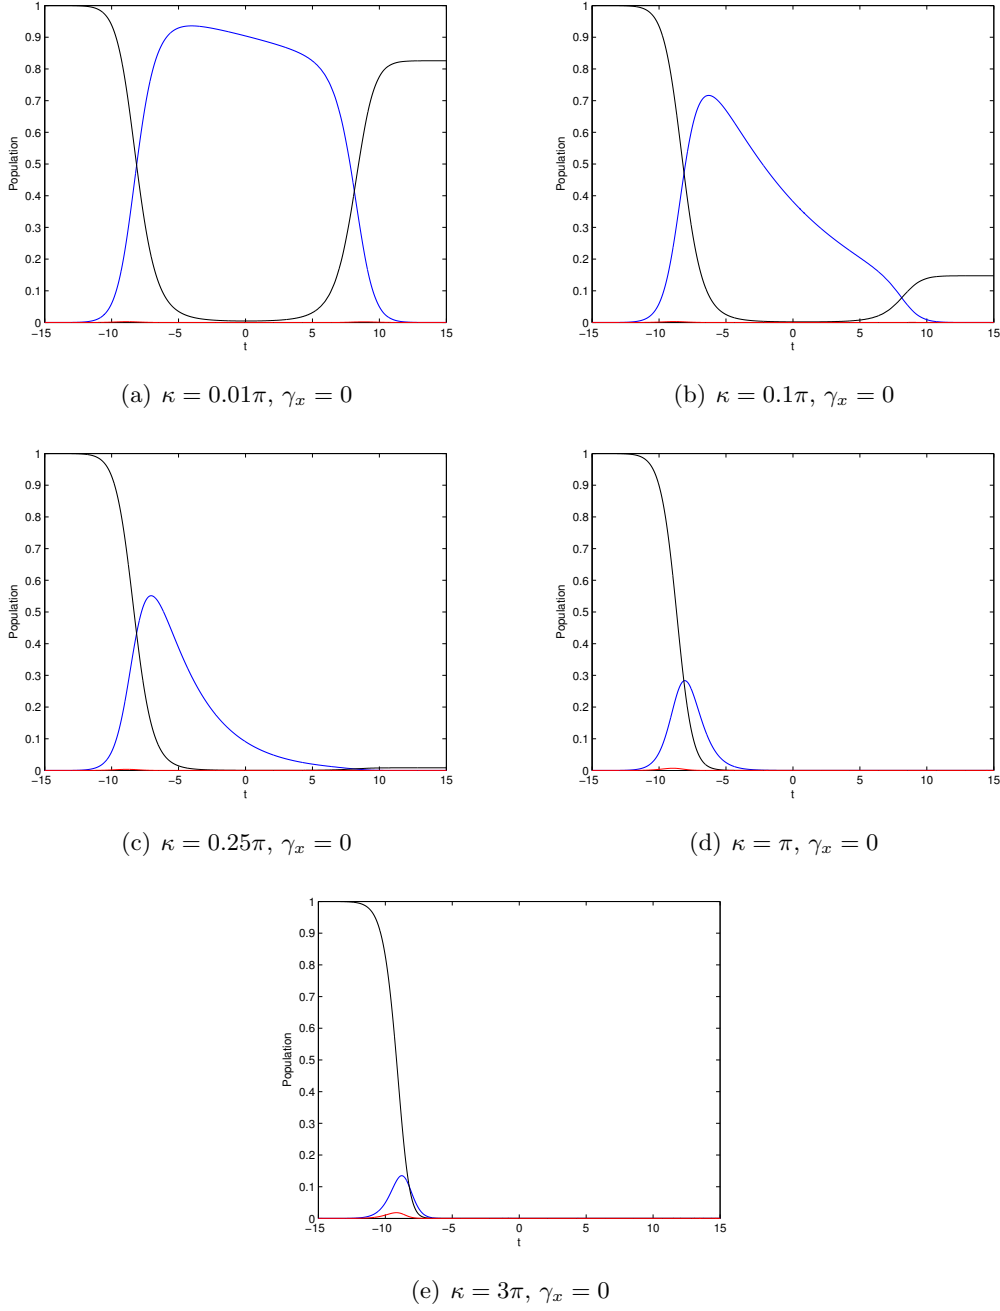 1
0.9
0.8
0.7
0.6
0.5
0.4
0.3
0.2
0.1
0
Population
−15 −10 −5 0 5 10 15
t
(a) κ = 0.01π, γx = 0
1
0.9
0.8
0.7
0.6
0.5
0.4
0.3
0.2
0.1
0
Population
−15 −10 −5 0 5 10 15
t
(b) κ = 0.1π, γx = 0
1
0.9
0.8
0.7
0.6
0.5
0.4
0.3
0.2
0.1
0
Population
−15 −10 −5 0 5 10 15
t
(c) κ = 0.25π, γx = 0
1
0.9
0.8
0.7
0.6
0.5
0.4
0.3
0.2
0.1
0
Population
−15 −10 −5 0 5 10 15
t
(d) κ = π, γx = 0
1
0.9
0.8
0.7
0.6
0.5
0.4
0.3
0.2
0.1
0
Population
−15 −10 −5 0 5 10 15
t
(e) κ = 3π, γx = 0